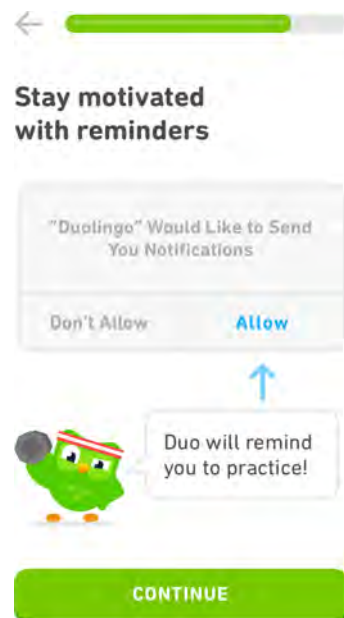 Stay motivated
with reminders
"Duolingo" Would Like to Send
You Notifications
Don't Allow
Allow
Duo will remind
you to practice!
CONTINUE